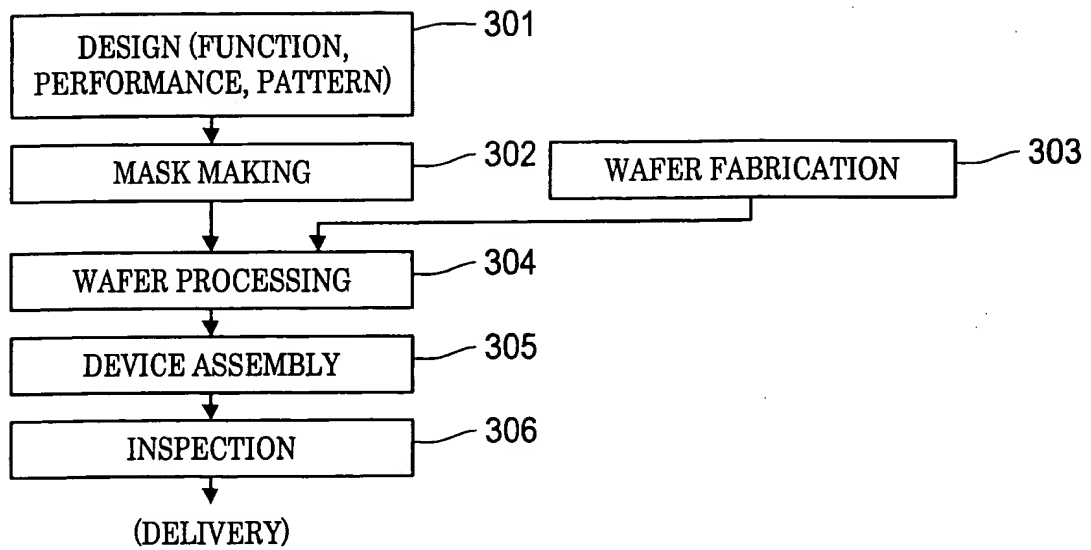 DESIGN (FUNCTION,
PERFORMANCE, PATTERN)
301
MASK MAKING
302
WAFER FABRICATION
303
WAFER PROCESSING
304
DEVICE ASSEMBLY
305
INSPECTION
306
(DELIVERY)